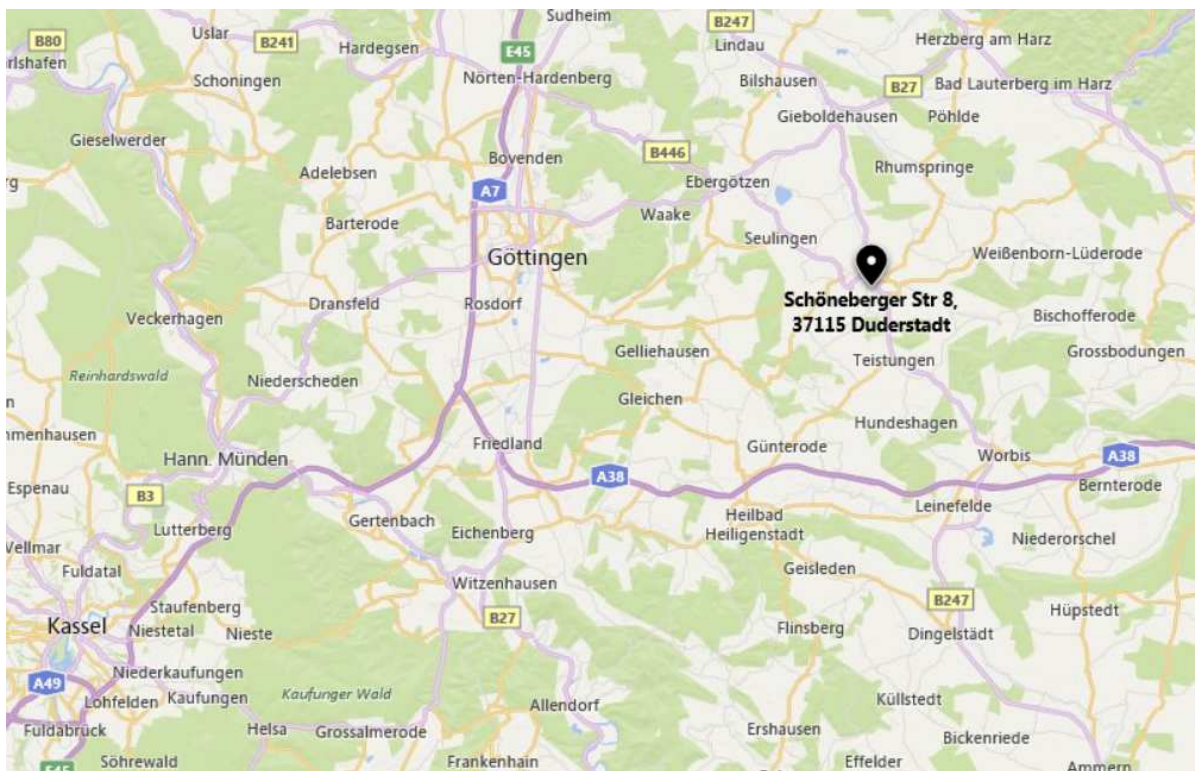 Sudheim
B247
Uslar
B80
B241
Hardegsen
E45
Lindau
Herzberg am Harz
arlshafen
Schoningen
Nörten-Hardenberg
Bilshausen
B27
Bad Lauterberg im Harz
Gieboldehausen
Pöhlde
Gieselwerder
Bovenden
B446
Adelebsen
Rhumspringe
A7
Ebergötzen
rg
Barterode
Waake
Seulingen
Göttingen
Weißenborn-Lüderode
Dransfeld
Rosdorf
Schöneberger Str 8,
37115 Duderstadt
Veckerhagen
Bischofferode
Gelliehausen
Teistungen
Grossbodungen
Reinhardswald
Niederscheden
n
Gleichen
Hundeshagen
mmenhausen
Friedland
Günterode
Hann. Münden
Worbis
A38
A38
Espenau
B3
Bernterode
Leinefelde
Gertenbach
Heilbad
Heiligenstadt
Lutterberg
Eichenberg
Niederorschel
Vellmar
Fuldatal
Geisleden
Witzenhausen
Staufenberg
B247
Hüpstedt
Kassel
Niestetal
Nieste
B27
Flinsberg
Dingelstädt
Niederkaufungen
A49
Lohfelden
Kaufungen
Kaufunger Wald
Allendorf
Küllstedt
Fuldabrück
Helsa
Grossalmerode
Ershausen
Bickenriede
Söhrewald
Frankenhain
Effelder
Ammern
E45